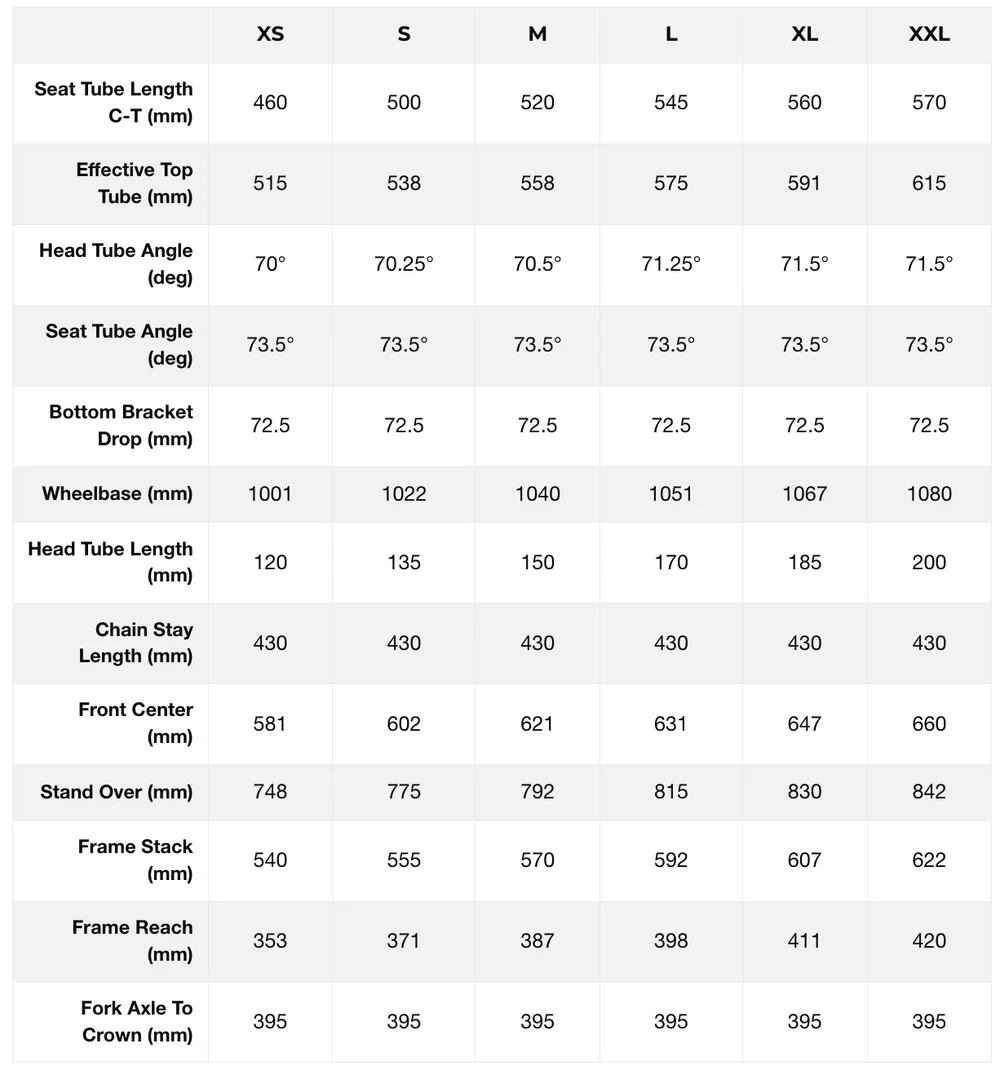 XS S M L XL XXL
Seat Tube Length
C-T (mm) 460 500 520 545 560 570
Effective Top
Tube (mm) 515 538 558 575 591 615
Head Tube Angle
(deg) 70° 70.25° 70.5° 71.25° 71.5° 71.5°
Seat Tube Angle
(deg) 73.5° 73.5° 73.5° 73.5° 73.5° 73.5°
Bottom Bracket
Drop (mm) 72.5 72.5 72.5 72.5 72.5 72.5
Wheelbase (mm) 1001 1022 1040 1051 1067 1080
Head Tube Length
(mm) 120 135 150 170 185 200
Chain Stay
Length (mm) 430 430 430 430 430 430
Front Center
(mm) 581 602 621 631 647 660
Stand Over (mm) 748 775 792 815 830 842
Frame Stack
(mm) 540 555 570 592 607 622
Frame Reach
(mm) 353 371 387 398 411 420
Fork Axle To
Crown (mm) 395 395 395 395 395 395